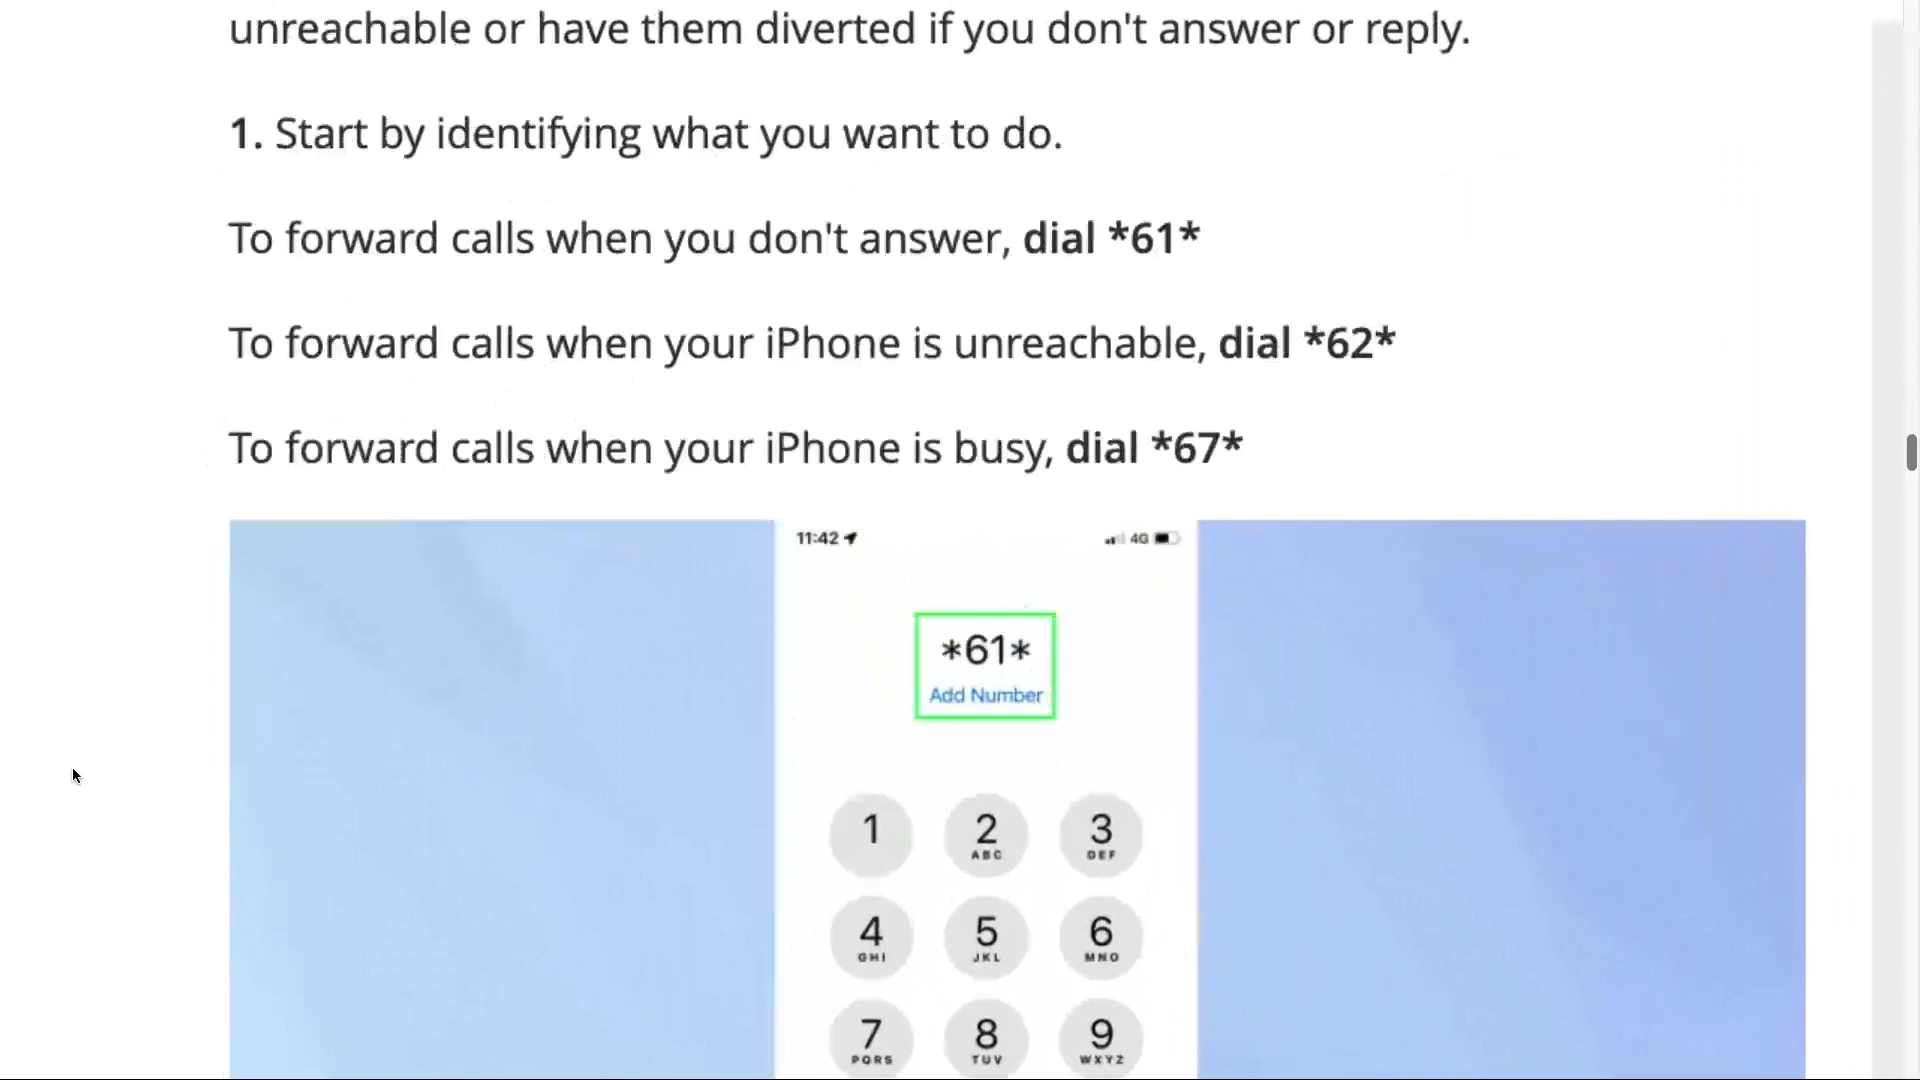 unreachable or have them diverted if you don't answer or reply.
1. Start by identifying what you want to do.
To forward calls when you don't answer, dial *61*
To forward calls when your iPhone is unreachable, dial *62*
To forward calls when your iPhone is busy, dial *67*
11:42 4G
*61*
Add Number
1 2 3
ABC DEF
4 5 6
GHI JKL MNO
7 8 9
PQRS TUV WXYZ